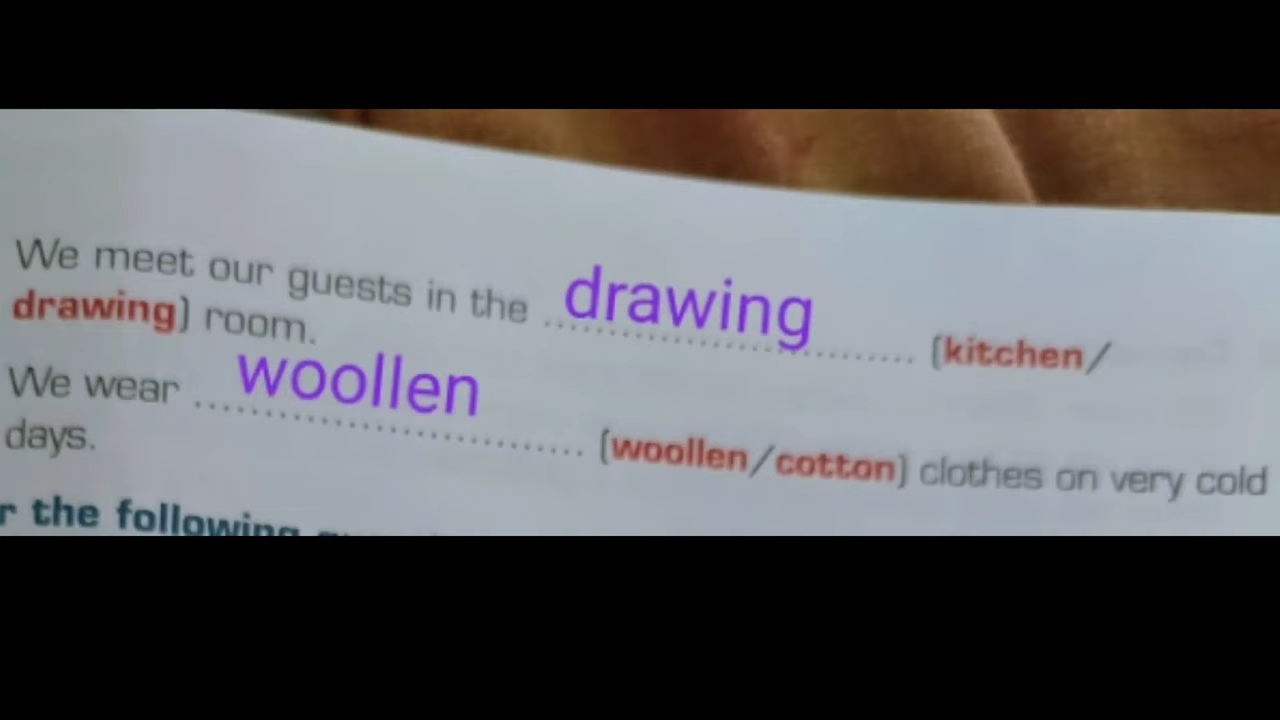 We meet our guests in the drawing (kitchen/
drawing) room.
We wear woollen (woollen/cotton) clothes on very cold
days.
r the following